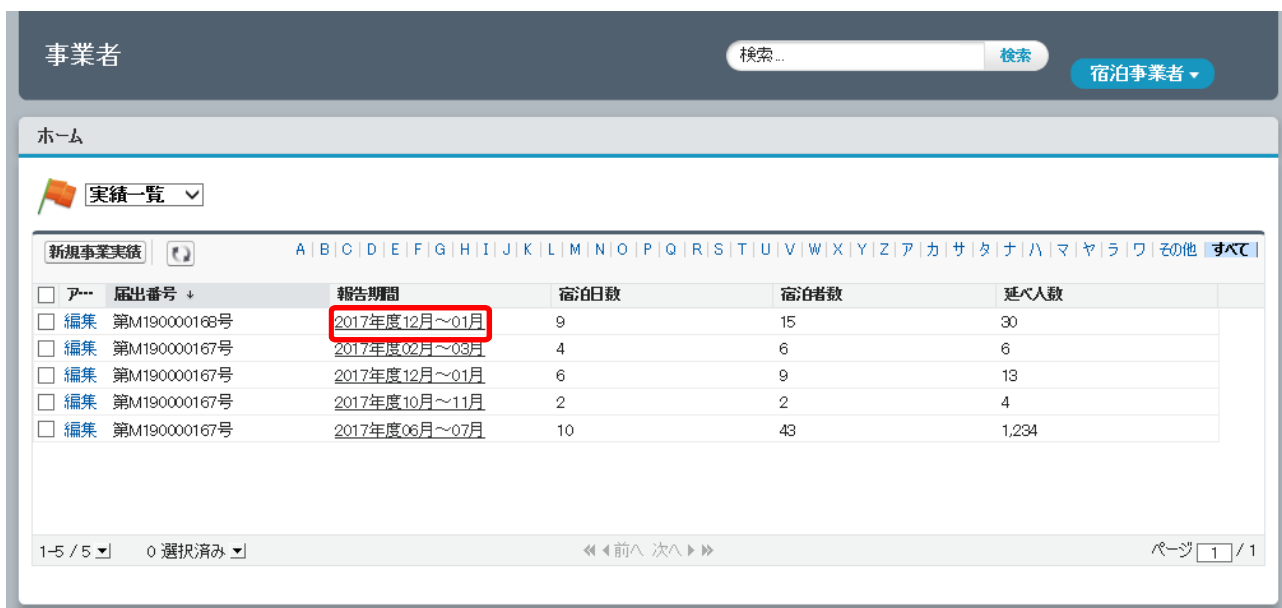 事業者
検索...
検索
宿泊事業者
ホーム
実績一覧
新規事業実績
A | B | C | D | E | F | G | H | I | J | K | L | M | N | O | P | Q | R | S | T | U | V | W | X | Y | Z | ア | カ | サ | タ | ナ | ハ | マ | ヤ | ラ | ワ | その他 | すべて
ア… 届出番号 ↓ 報告期間 宿泊日数 宿泊者数 延べ人数
編集 第M190000168号 2017年度12月～01月 9 15 30
編集 第M190000167号 2017年度02月～03月 4 6 6
編集 第M190000167号 2017年度12月～01月 6 9 13
編集 第M190000167号 2017年度10月～11月 2 2 4
編集 第M190000167号 2017年度06月～07月 10 43 1,234
1-5 / 5 0 選択済み 前へ 次へ ページ 1 / 1